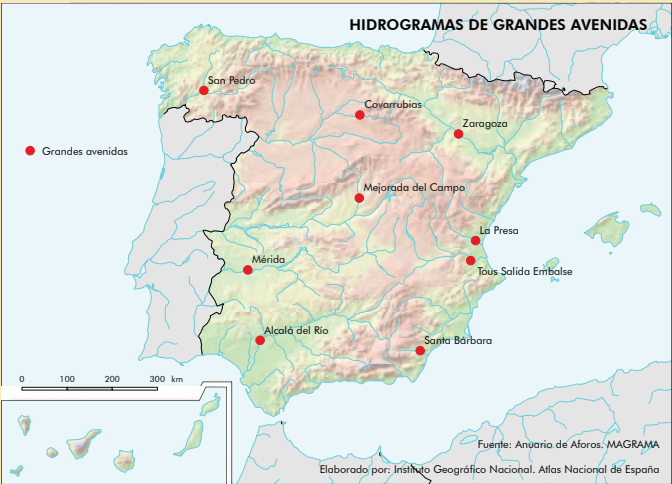 HIDROGRAMAS DE GRANDES AVENIDAS
San Pedro
Covarrubias
Zaragoza
Grandes avenidas
Mejorada del Campo
La Presa
Mérida
Tous Salida Embalse
Alcalá del Río
Santa Bárbara
0 100 200 300 km
Fuente: Anuario de Aforos. MAGRAMA
Elaborado por: Instituto Geográfico Nacional. Atlas Nacional de España